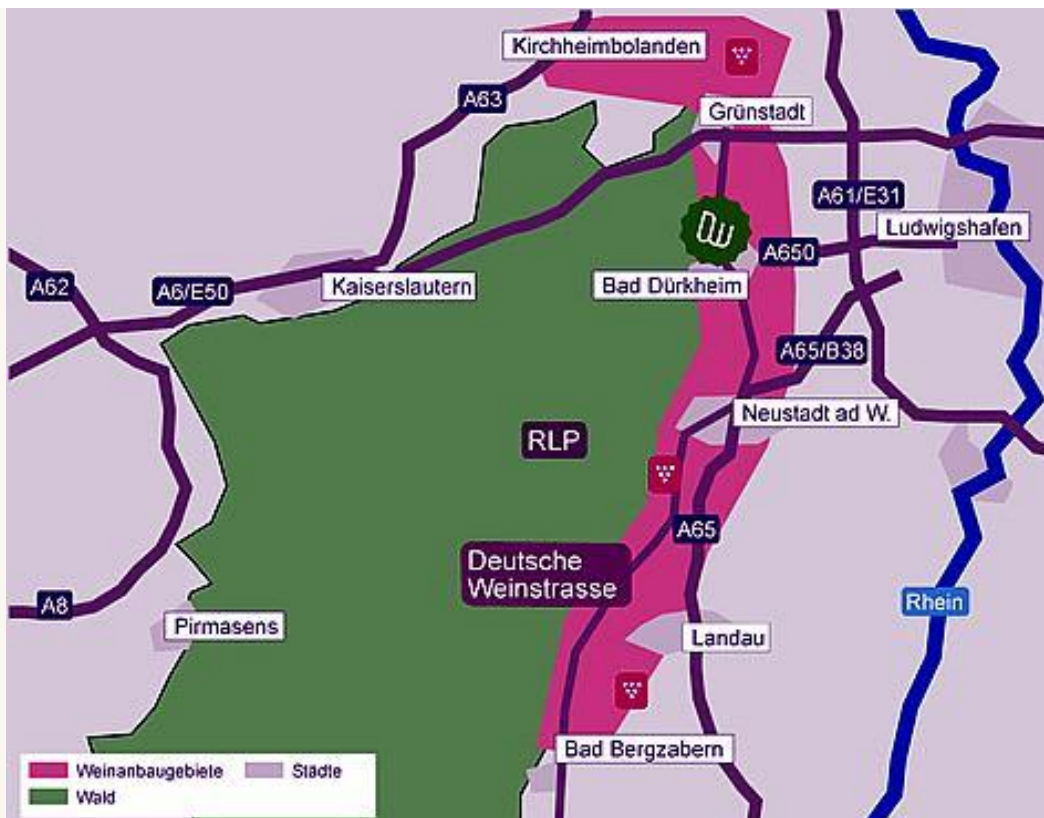 Kirchheimbolanden
A63
Grünstadt
A61/E31
Ludwigshafen
DW
A650
A62
A6/E50
Kaiserslautern
Bad Dürkheim
A65/B38
Neustadt ad W.
RLP
A65
Deutsche
Weinstrasse
A8
Pirmasens
Rhein
Landau
Bad Bergzabern
Weinanbaugebiete
Städte
Wald